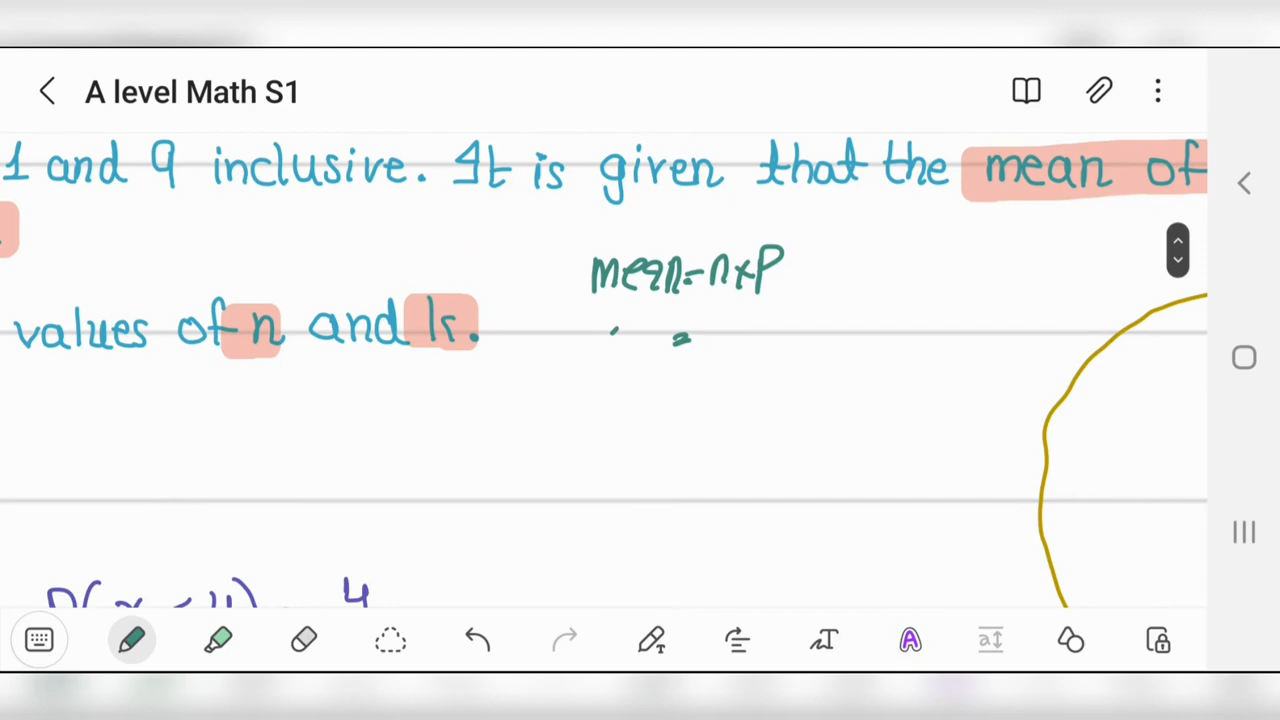 A level Math S1
1 and 9 inclusive. It is given that the mean of
values of n and k.
mean = n x P
=
4